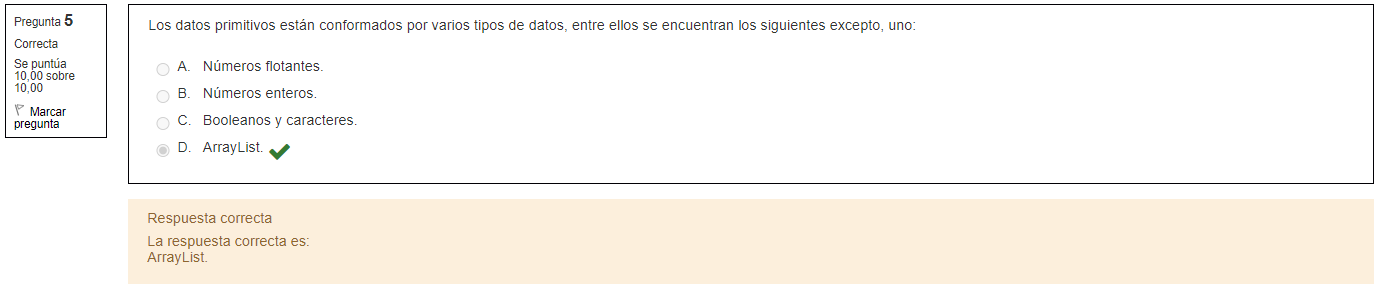 Pregunta 5
Correcta
Se puntúa
10,00 sobre
10,00
Marcar
pregunta
Los datos primitivos están conformados por varios tipos de datos, entre ellos se encuentran los siguientes excepto, uno:
A. Números flotantes.
B. Números enteros.
C. Booleanos y caracteres.
D. ArrayList.
Respuesta correcta
La respuesta correcta es:
ArrayList.